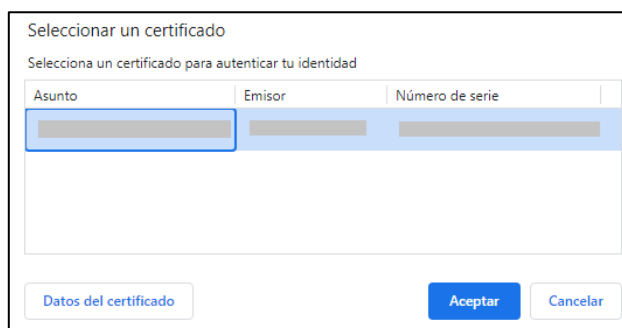 Seleccionar un certificado
Selecciona un certificado para autenticar tu identidad
Asunto Emisor Número de serie
Datos del certificado Aceptar Cancelar